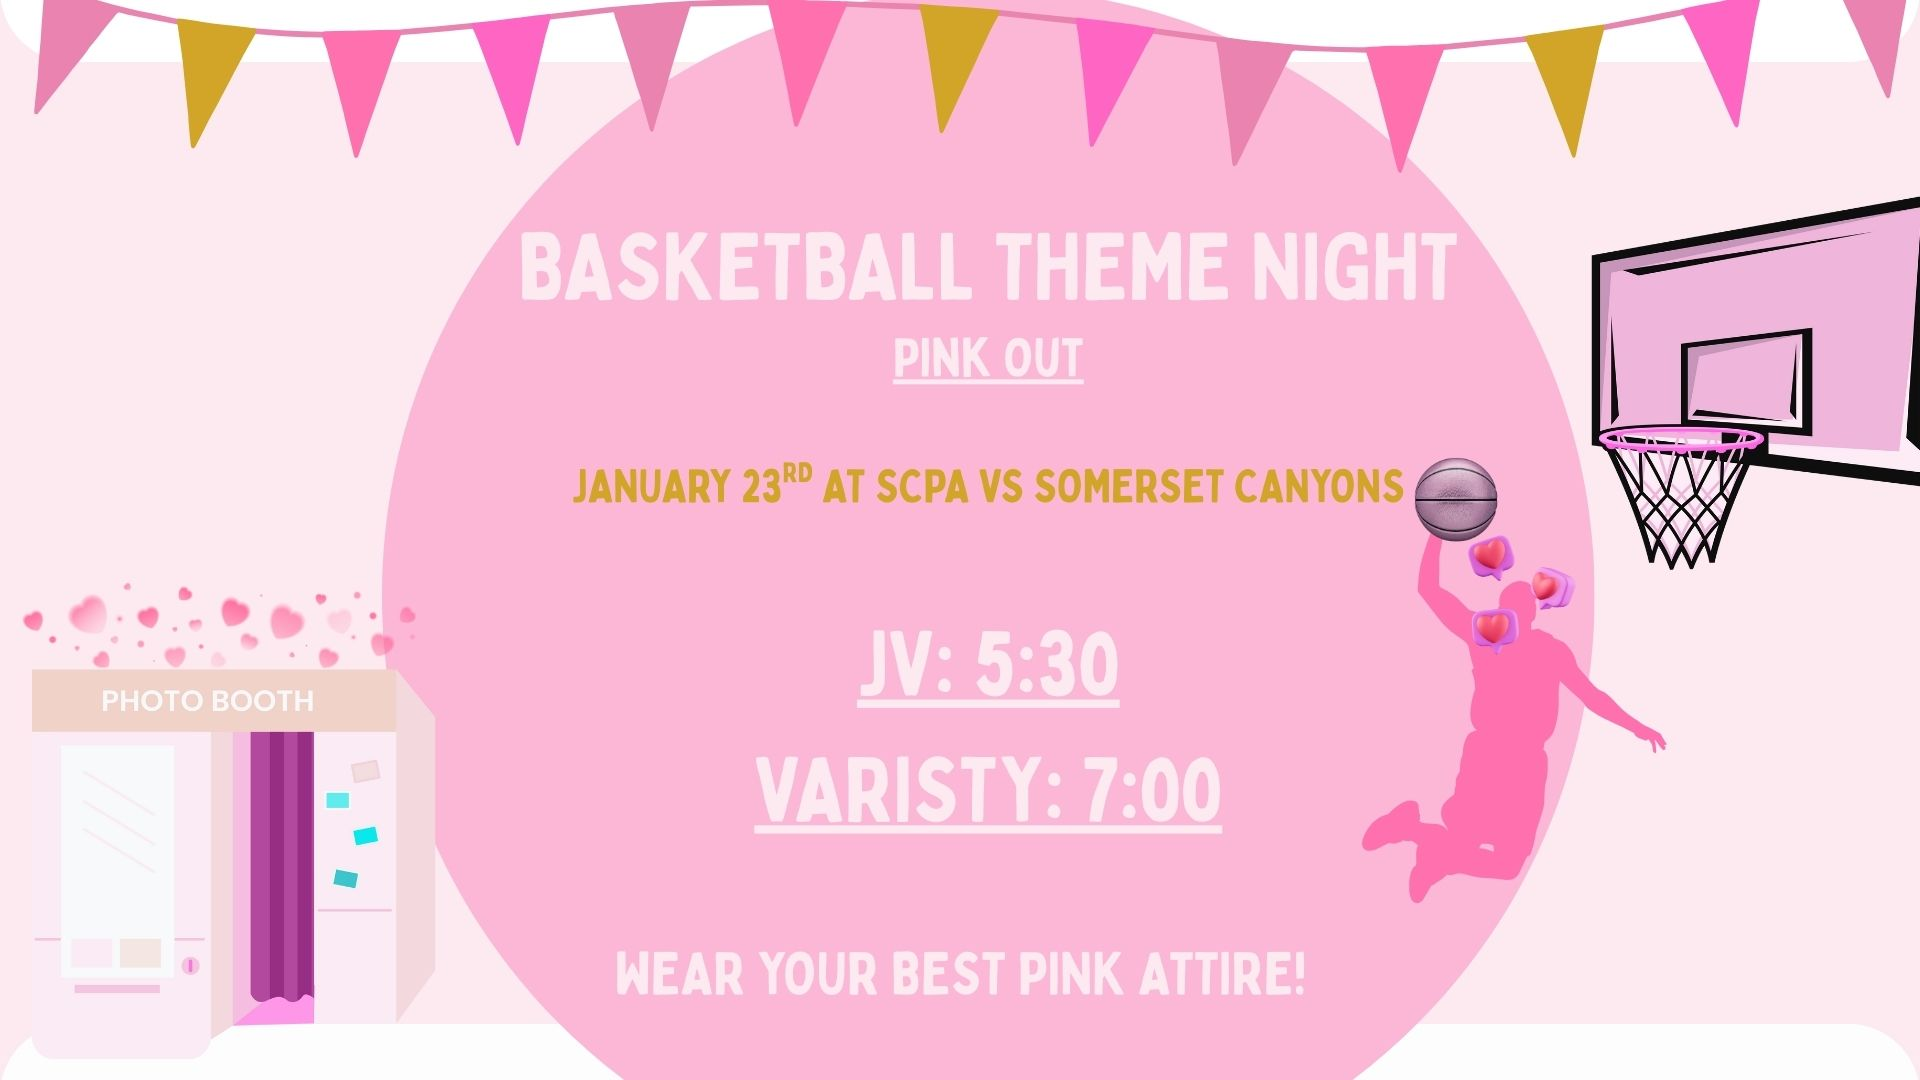 BASKETBALL THEME NIGHT
PINK OUT
JANUARY 23RD AT SCPA VS SOMERSET CANYONS
JV: 5:30
PHOTO BOOTH
VARISTY: 7:00
WEAR YOUR BEST PINK ATTIRE!